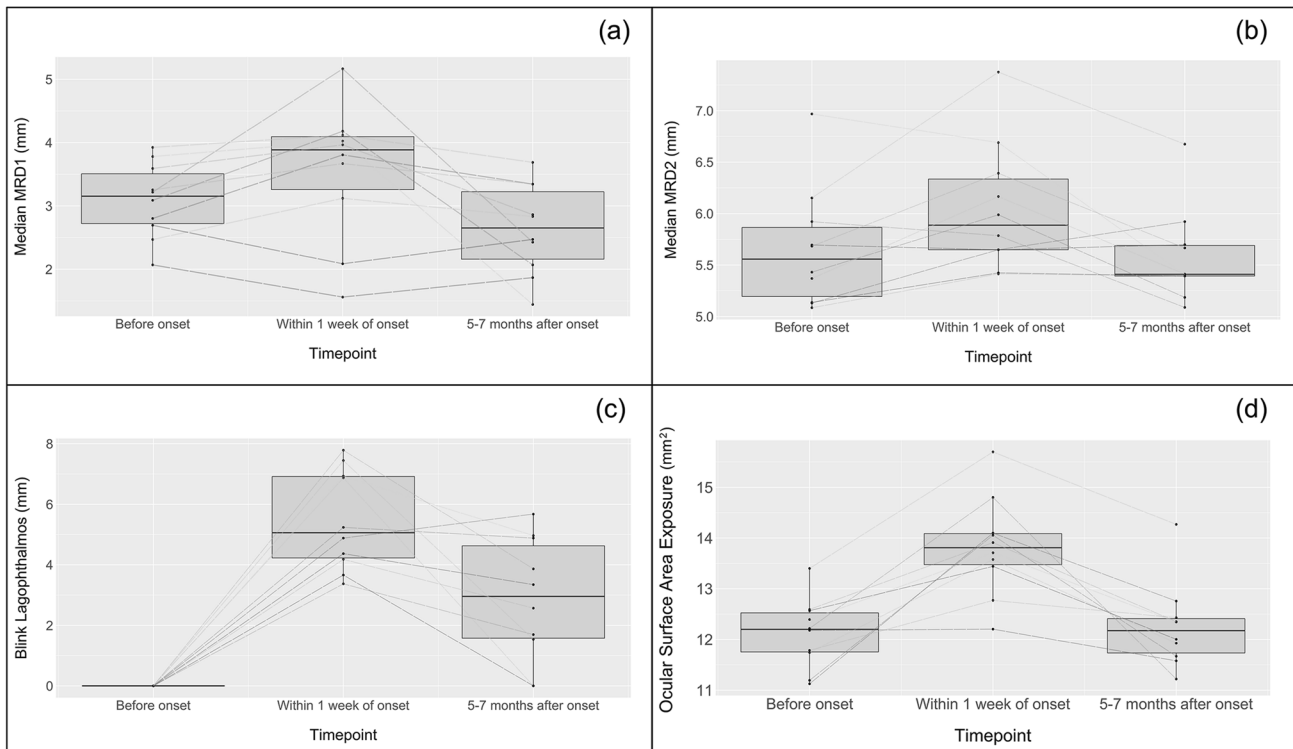 (a)
Median MRD1 (mm)
5
4
3
2
Before onset
Within 1 week of onset
5-7 months after onset
Timepoint
(b)
Median MRD2 (mm)
7.0
6.5
6.0
5.5
5.0
Before onset
Within 1 week of onset
5-7 months after onset
Timepoint
(c)
Blink Lagophthalmos (mm)
8
6
4
2
0
Before onset
Within 1 week of onset
5-7 months after onset
Timepoint
(d)
Ocular Surface Area Exposure (mm²)
15
14
13
12
11
Before onset
Within 1 week of onset
5-7 months after onset
Timepoint